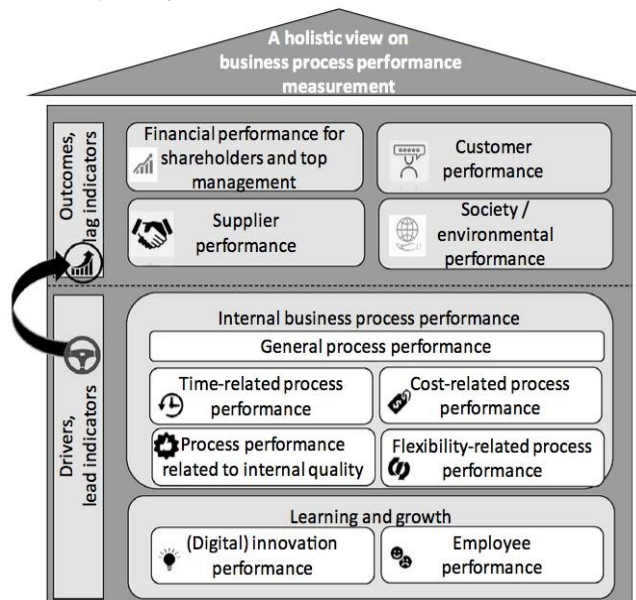 A holistic view on
business process performance
measurement
Outcomes,
lag indicators
Financial performance for
shareholders and top
management
Customer
performance
Supplier
performance
Society /
environmental
performance
Drivers,
lead indicators
Internal business process performance
General process performance
Time-related process
performance
Cost-related process
performance
Process performance
related to internal quality
Flexibility-related process
performance
Learning and growth
(Digital) innovation
performance
Employee
performance